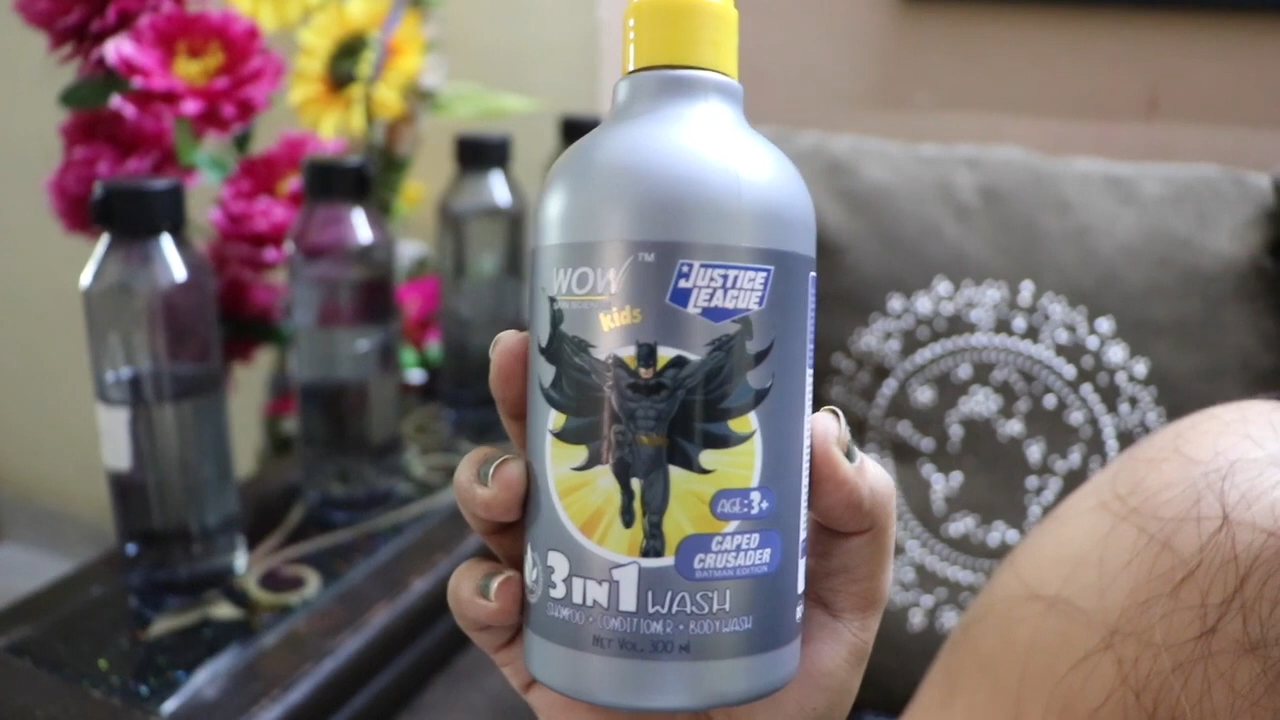 WOW™
kids
JUSTICE
LEAGUE
AGE: 3+
CAPED
CRUSADER
BATMAN EDITION
3 IN 1 WASH
SHAMPOO + CONDITIONER + BODYWASH
NET VOL. 300 Ml